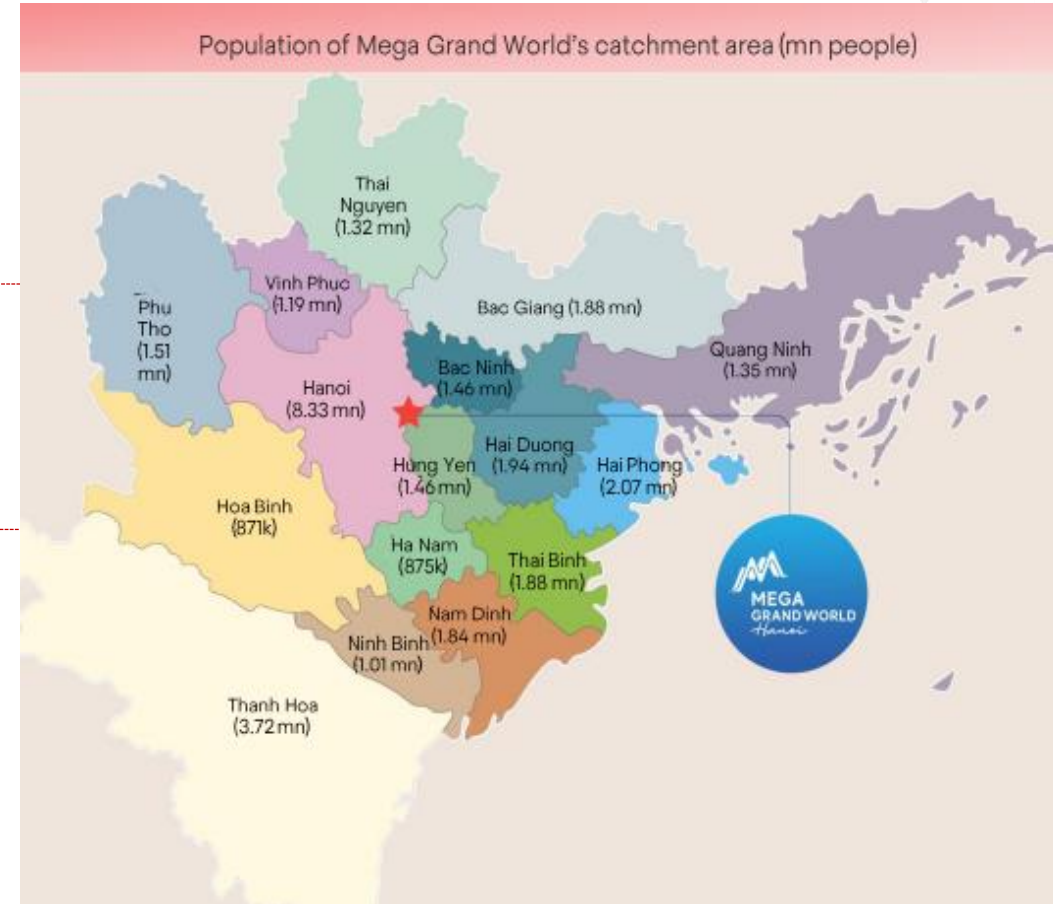 Population of Mega Grand World's catchment area (mn people)
Thai
Nguyen
(1.32 mn)
Vinh Phuc
(1.19 mn)
Phu
Tho
(1.51
mn)
Bac Giang (1.88 mn)
Quang Ninh
(1.35 mn)
Bac Ninh
(1.46 mn)
Hanoi
(8.33 mn)
Hai Duong
(1.94 mn)
Hung Yen
(1.46 mn)
Hai Phong
(2.07 mn)
Hoa Binh
(871k)
Ha Nam
(875k)
Thai Binh
(1.88 mn)
Nam Dinh
(1.84 mn)
Ninh Binh
(1.01 mn)
Thanh Hoa
(3.72 mn)
MEGA
GRAND WORLD
Hanoi